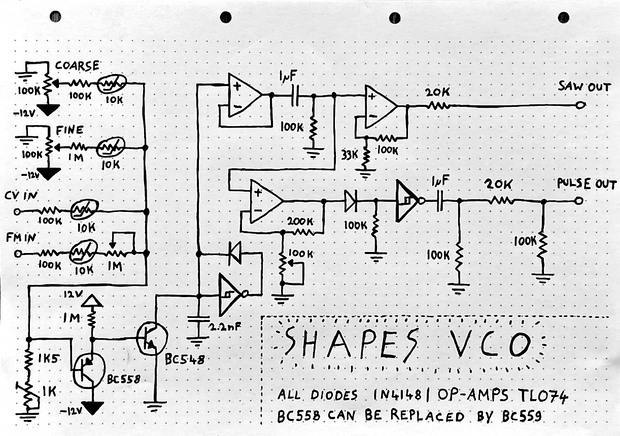 COARSE
100K
100K
10K
-12V
FINE
100K
1M
10K
-12V
CV IN
100K
10K
FM IN
100K
10K
1M
12V
1M
1K5
1K
BC558
-12V
BC548
2.2nF
1µF
100K
33K
100K
20K
SAW OUT
200K
100K
100K
1µF
20K
PULSE OUT
100K
100K
SHAPES VCO
ALL DIODES 1N4148 | OP-AMPS TL074
BC558 CAN BE REPLACED BY BC559